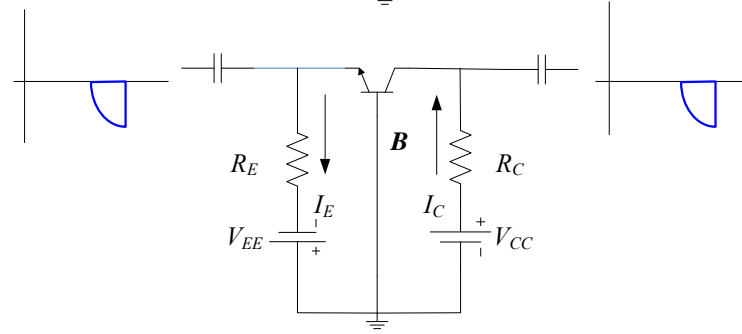 B
R_E
R_C
I_E
I_C
V_EE
V_CC
+
-
+
-